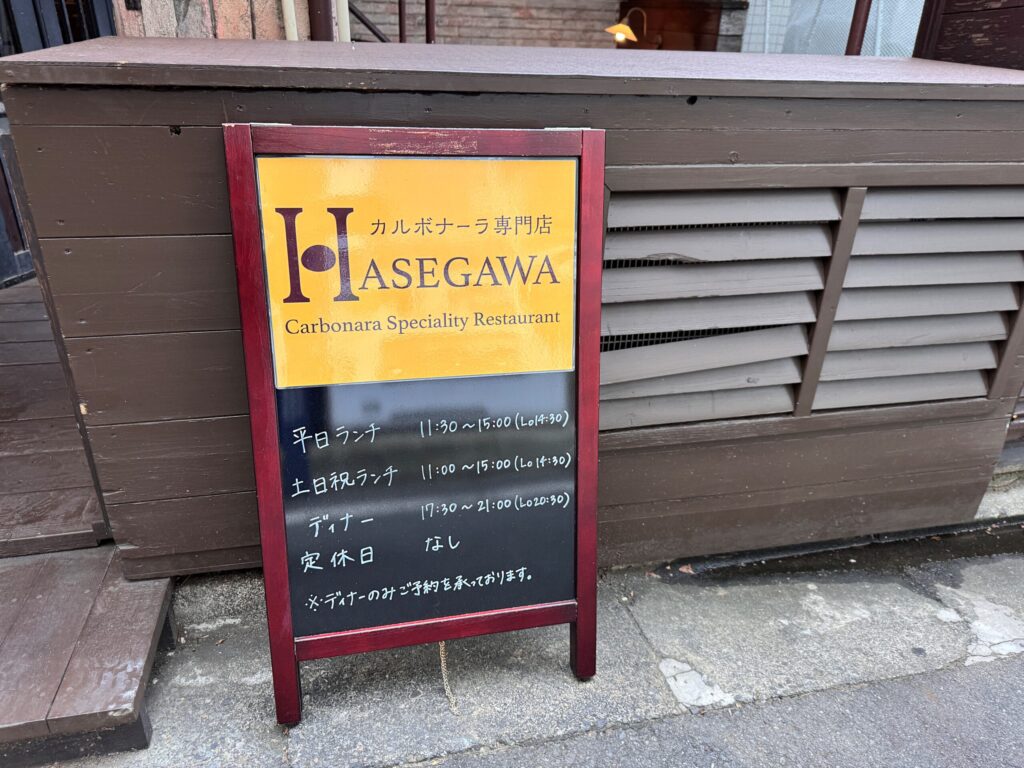 カルボナーラ専門店
HASEGAWA
Carbonara Speciality Restaurant
平日ランチ 11:30～15:00(Lo14:30)
土日祝ランチ 11:00～15:00(Lo14:30)
ディナー 17:30～21:00(Lo20:30)
定休日 なし
※ディナーのみご予約を承っております。